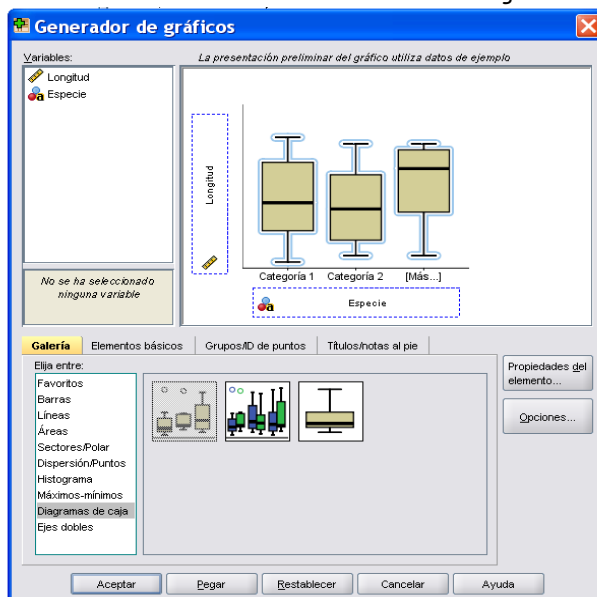 Generador de gráficos
Variables:
La presentación preliminar del gráfico utiliza datos de ejemplo
Longitud
Especie
Longitud
Categoría 1
Categoría 2
[Más...]
Especie
No se ha seleccionado
ninguna variable
Galería
Elementos básicos
Grupos/ID de puntos
Títulos/notas al pie
Elija entre:
Favoritos
Barras
Líneas
Áreas
Sectores/Polar
Dispersión/Puntos
Histograma
Máximos-mínimos
Diagramas de caja
Ejes dobles
Propiedades del
elemento...
Opciones...
Aceptar
Pegar
Restablecer
Cancelar
Ayuda